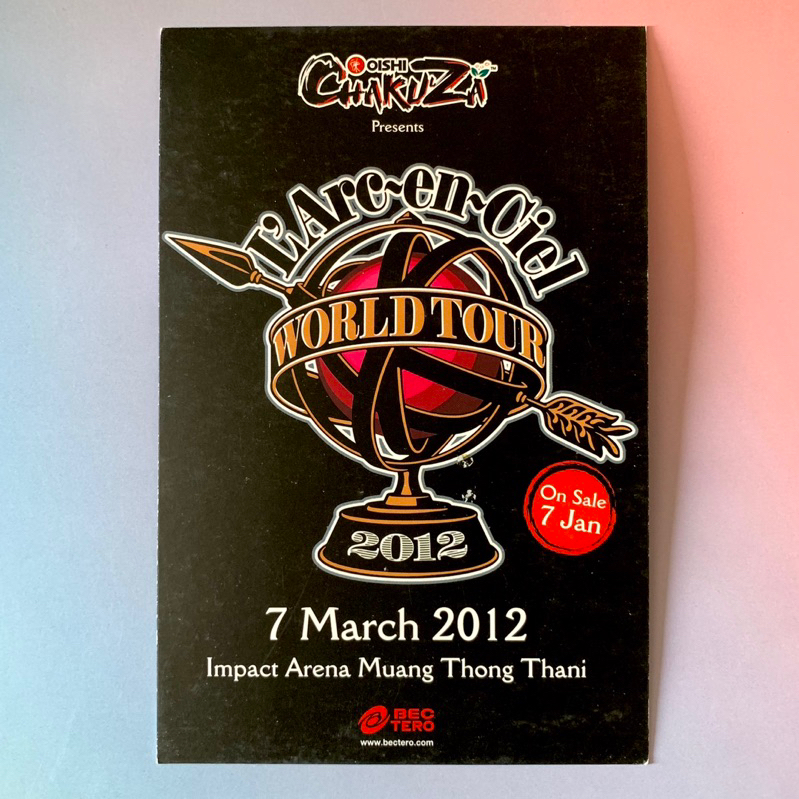 OISHI
CHAKUZA™
Presents
L'Arc~en~Ciel
WORLD TOUR
On Sale
7 Jan
2012
7 March 2012
Impact Arena Muang Thong Thani
BEC
TERO
www.bectero.com